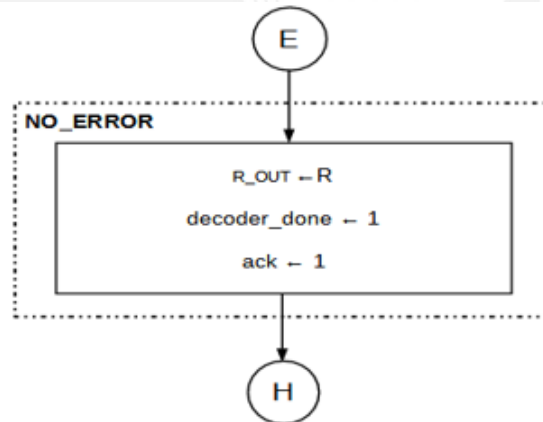 E
NO_ERROR
R_OUT ←R
decoder_done ← 1
ack ← 1
H